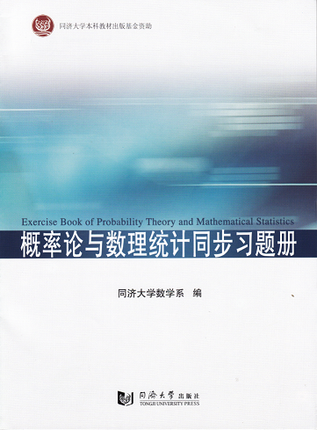 同济大学本科教材出版基金资助
Exercise Book of Probability Theory and Mathematical Statistics
概率论与数理统计同步习题册
同济大学数学系 编
同济大学出版社
TONGJI UNIVERSITY PRESS